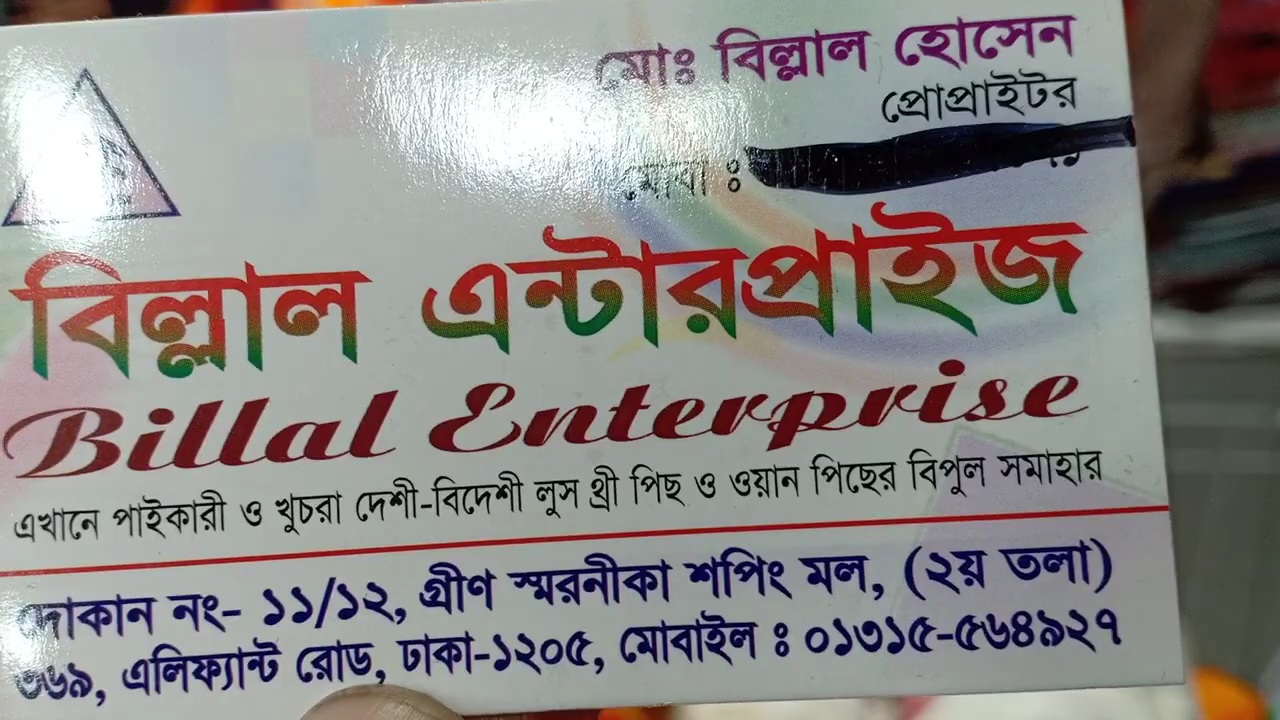 মোঃ বিল্লাল হোসেন
প্রোপ্রাইটর
মোবা :
বিল্লাল এন্টারপ্রাইজ
Billal Enterprise
এখানে পাইকারী ও খুচরা দেশী-বিদেশী লুস থ্রী পিছ ও ওয়ান পিছের বিপুল সমাহার
দোকান নং- ১১/১২, গ্রীণ স্মরনীকা শপিং মল, (২য় তলা)
৩৬৯, এলিফ্যান্ট রোড, ঢাকা-১২০৫, মোবাইল : ০১৩১৫-৫৬৪৯২৭